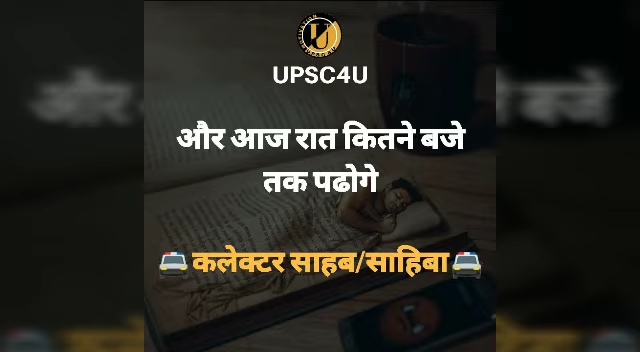 UPSC4U
और आज रात कितने बजे
तक पढोगे
कलेक्टर साहब/साहिबा